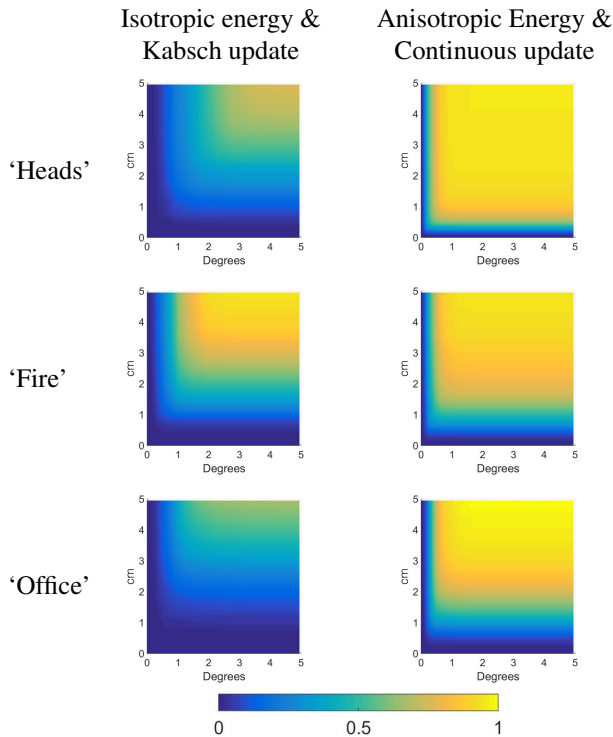 Isotropic energy &
Kabsch update
Anisotropic Energy &
Continuous update
‘Heads’
5
4
3
2
1
0
cm
0 1 2 3 4 5
Degrees
5
4
3
2
1
0
cm
0 1 2 3 4 5
Degrees
‘Fire’
5
4
3
2
1
0
cm
0 1 2 3 4 5
Degrees
5
4
3
2
1
0
cm
0 1 2 3 4 5
Degrees
‘Office’
5
4
3
2
1
0
cm
0 1 2 3 4 5
Degrees
5
4
3
2
1
0
cm
0 1 2 3 4 5
Degrees
0 0.5 1